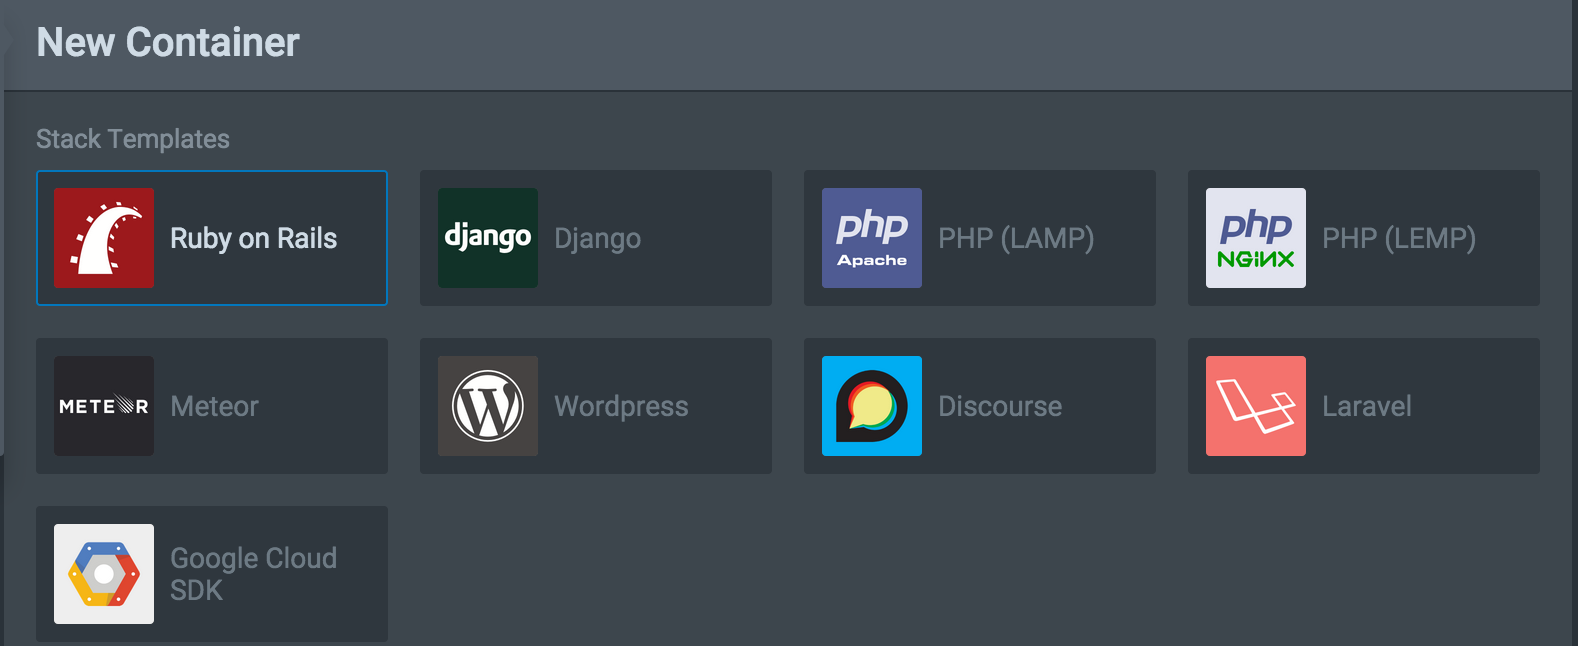 New Container
Stack Templates
Ruby on Rails
django
Django
php
Apache
PHP (LAMP)
php
NGINX
PHP (LEMP)
METEOR
Meteor
W
Wordpress
Discourse
Laravel
Google Cloud
SDK